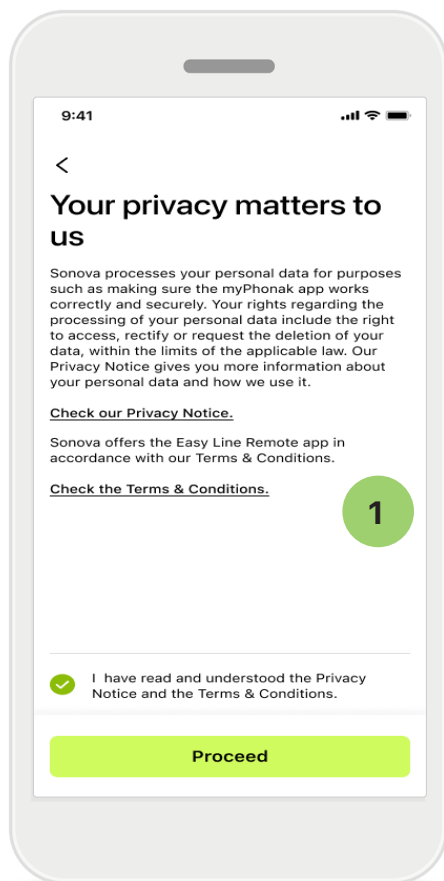 9:41
Your privacy matters to
us
Sonova processes your personal data for purposes
such as making sure the myPhonak app works
correctly and securely. Your rights regarding the
processing of your personal data include the right
to access, rectify or request the deletion of your
data, within the limits of the applicable law. Our
Privacy Notice gives you more information about
your personal data and how we use it.
Check our Privacy Notice.
Sonova offers the Easy Line Remote app in
accordance with our Terms & Conditions.
Check the Terms & Conditions.
1
I have read and understood the Privacy
Notice and the Terms & Conditions.
Proceed